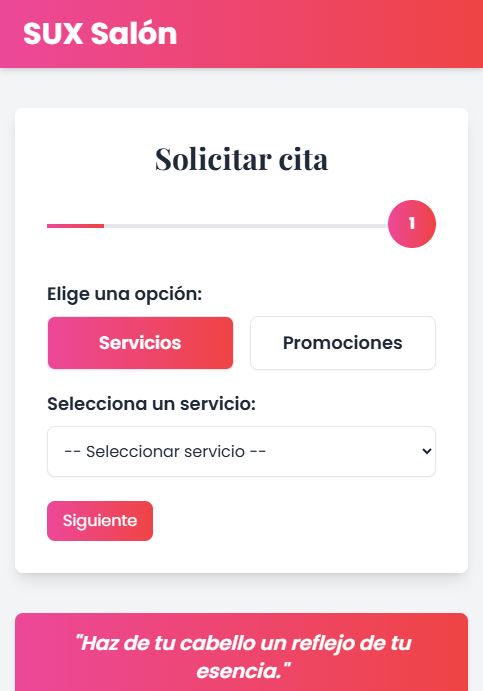 SUX Salón
Solicitar cita
1
Elige una opción:
Servicios
Promociones
Selecciona un servicio:
-- Seleccionar servicio --
Siguiente
"Haz de tu cabello un reflejo de tu
esencia."